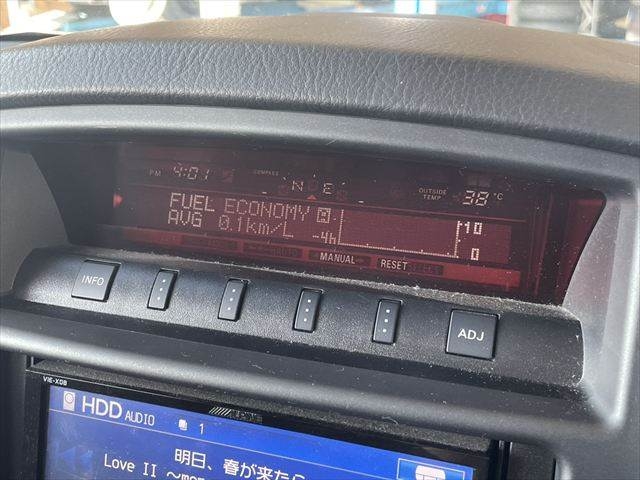 PM 4:01 COMPASS N E OUTSIDE TEMP 38°C
FUEL ECONOMY
AVG 0.1km/L -4h 10 0
MANUAL RESET
INFO ADJ
VIE-X08
HDD AUDIO 1
明日、春が来たら
Love II